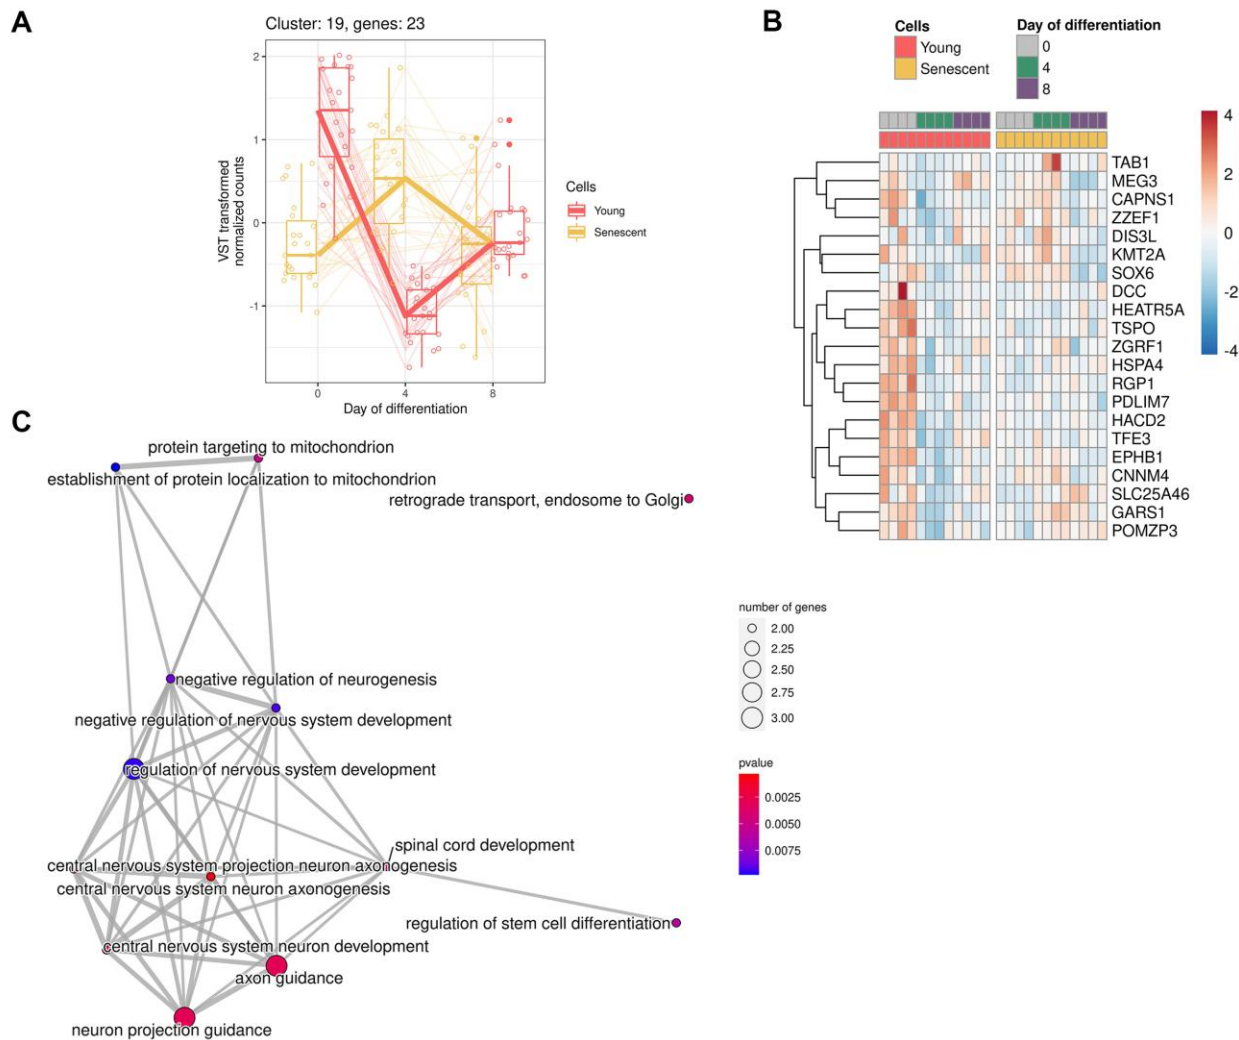 A
Cluster: 19, genes: 23
VST transformed
normalized counts
2
1
0
-1
0
4
8
Day of differentiation
Cells
Young
Senescent
B
Cells
Young
Senescent
Day of differentiation
0
4
8
TAB1
MEG3
CAPNS1
ZZEF1
DIS3L
KMT2A
SOX6
DCC
HEATR5A
TSPO
ZGRF1
HSPA4
RGP1
PDLIM7
HACD2
TFE3
EPHB1
CNNM4
SLC25A46
GARS1
POMZP3
4
2
0
-2
-4
C
protein targeting to mitochondrion
establishment of protein localization to mitochondrion
retrograde transport, endosome to Golgi
negative regulation of neurogenesis
negative regulation of nervous system development
regulation of nervous system development
spinal cord development
central nervous system projection neuron axonogenesis
central nervous system neuron axonogenesis
regulation of stem cell differentiation
central nervous system neuron development
axon guidance
neuron projection guidance
number of genes
2.00
2.25
2.50
2.75
3.00
pvalue
0.0025
0.0050
0.0075